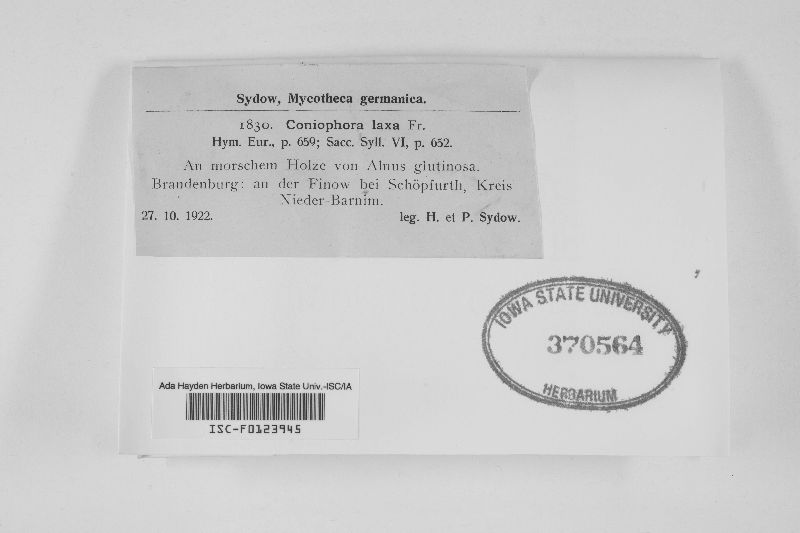 Sydow, Mycotheca germanica.
1830. Coniophora laxa Fr.
Hym. Eur., p. 659; Sacc. Syll. VI, p. 652.
An morschem Holze von Alnus glutinosa.
Brandenburg: an der Finow bei Schöpfurth, Kreis
Nieder-Barnim.
27. 10. 1922. leg. H. et P. Sydow.
IOWA STATE UNIVERSITY
370564
HERBARIUM
Ada Hayden Herbarium, Iowa State Univ.-ISC/IA
ISC-F0123945